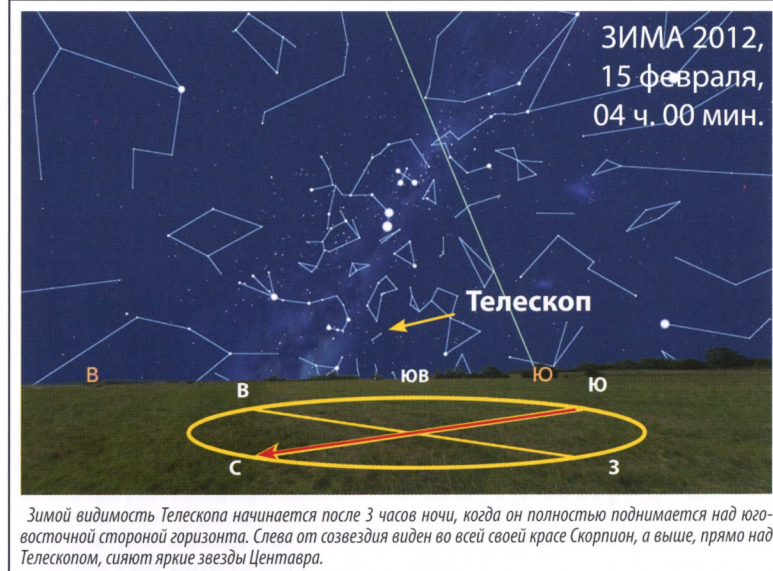 ЗИМА 2012,
15 февраля,
04 ч. 00 мин.
Телескоп
В
ЮВ
Ю
В
Ю
С
З
Зимой видимость Телескопа начинается после 3 часов ночи, когда он полностью поднимается над юго-
восточной стороной горизонта. Слева от созвездия виден во всей своей красе Скорпион, а выше, прямо над
Телескопом, сияют яркие звезды Центавра.